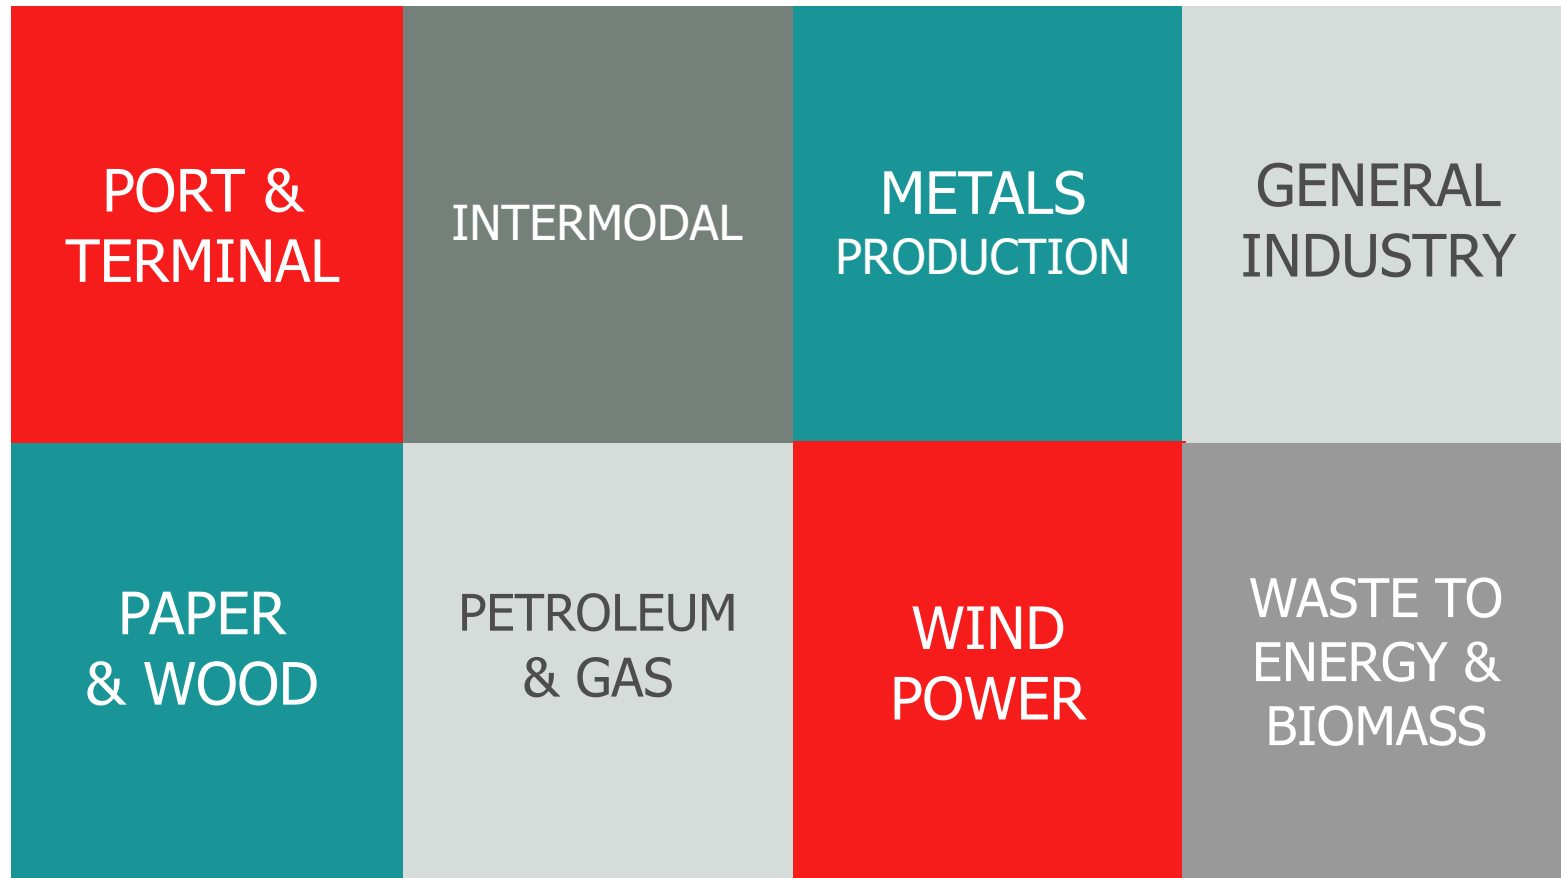 PORT &
TERMINAL
INTERMODAL
METALS
PRODUCTION
GENERAL
INDUSTRY
PAPER
& WOOD
PETROLEUM
& GAS
WIND
POWER
WASTE TO
ENERGY &
BIOMASS